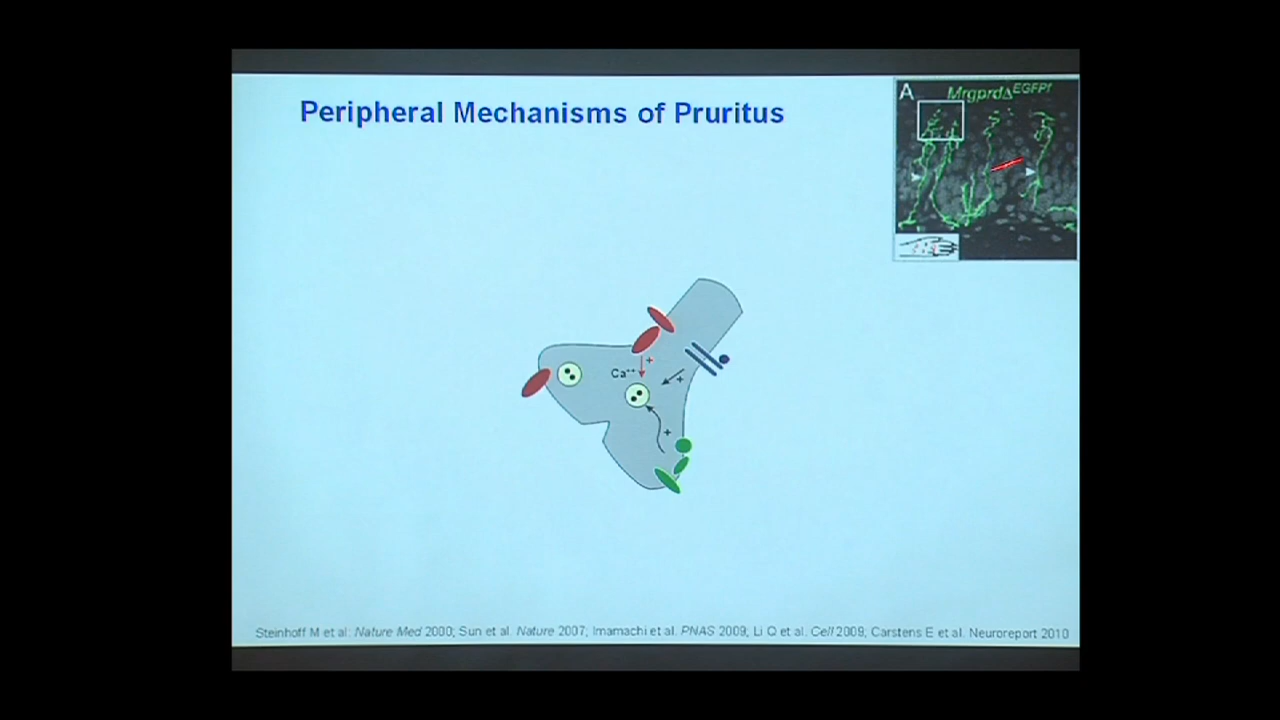 Peripheral Mechanisms of Pruritus
A
MrgprdΔEGFPf
Ca++
+
+
+
Steinhoff M et al. Nature Med 2000; Sun et al. Nature 2007; Imamachi et al. PNAS 2009; Li Q et al. Cell 2009; Carstens E et al. Neuroreport 2010